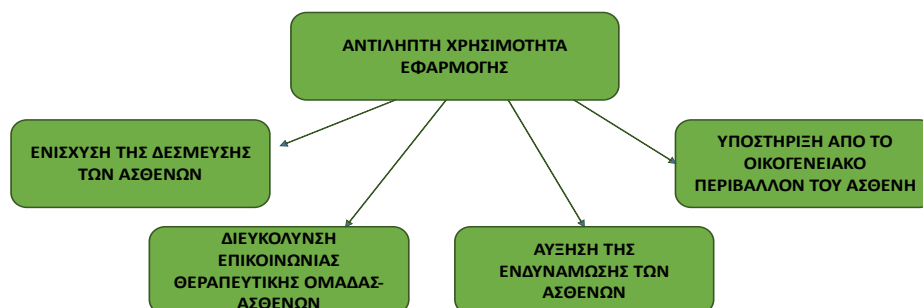 ΑΝΤΙΛΗΠΤΗ ΧΡΗΣΙΜΟΤΗΤΑ
ΕΦΑΡΜΟΓΗΣ
ΕΝΙΣΧΥΣΗ ΤΗΣ ΔΕΣΜΕΥΣΗΣ
ΤΩΝ ΑΣΘΕΝΩΝ
ΥΠΟΣΤΗΡΙΞΗ ΑΠΟ ΤΟ
ΟΙΚΟΓΕΝΕΙΑΚΟ
ΠΕΡΙΒΑΛΛΟΝ ΤΟΥ ΑΣΘΕΝΗ
ΔΙΕΥΚΟΛΥΝΣΗ
ΕΠΙΚΟΙΝΩΝΙΑΣ
ΘΕΡΑΠΕΥΤΙΚΗΣ ΟΜΑΔΑΣ-
ΑΣΘΕΝΩΝ
ΑΥΞΗΣΗ ΤΗΣ
ΕΝΔΥΝΑΜΩΣΗΣ ΤΩΝ
ΑΣΘΕΝΩΝ